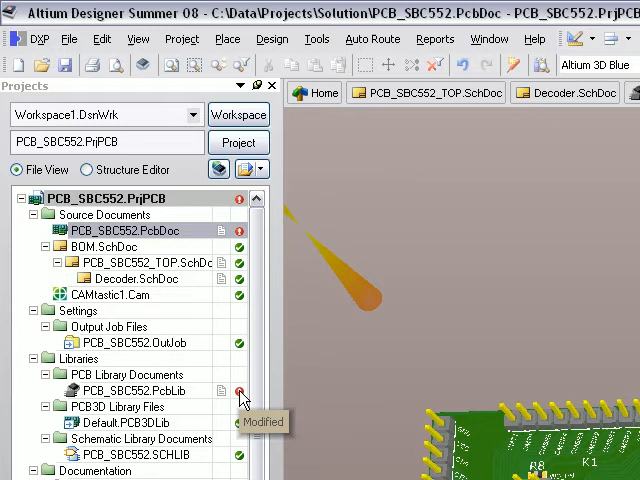 Altium Designer Summer 08 - C:\Data\Projects\Solution\PCB_SBC552.PcbDoc - PCB_SBC552.PrjPCB
DXP File Edit View Project Place Design Tools Auto Route Reports Window Help
Altium 3D Blue
Projects
Home PCB_SBC552_TOP.SchDoc Decoder.SchDoc
Workspace1.DsnWrk Workspace
PCB_SBC552.PrjPCB Project
File View Structure Editor
PCB_SBC552.PrjPCB
Source Documents
PCB_SBC552.PcbDoc
BOM.SchDoc
PCB_SBC552_TOP.SchDo
Decoder.SchDoc
CAMtastic1.Cam
Settings
Output Job Files
PCB_SBC552.OutJob
Libraries
PCB Library Documents
PCB_SBC552.PcbLib
PCB3D Library Files
Default.PCB3DLib
Modified
Schematic Library Documents
PCB_SBC552.SCHLIB
Documentation
R8
K1